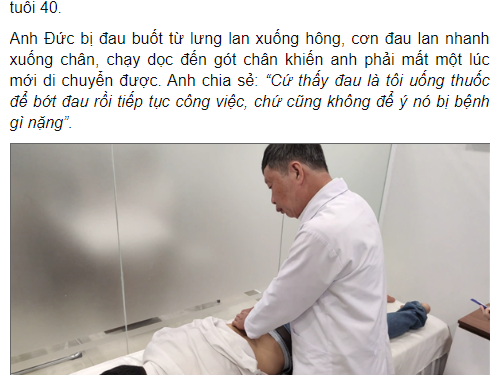 tuổi 40.
Anh Đức bị đau buốt từ lưng lan xuống hông, cơn đau lan nhanh
xuống chân, chạy dọc đến gót chân khiến anh phải mất một lúc
mới di chuyển được. Anh chia sẻ: “Cứ thấy đau là tôi uống thuốc
để bớt đau rồi tiếp tục công việc, chứ cũng không để ý nó bị bệnh
gì nặng”.